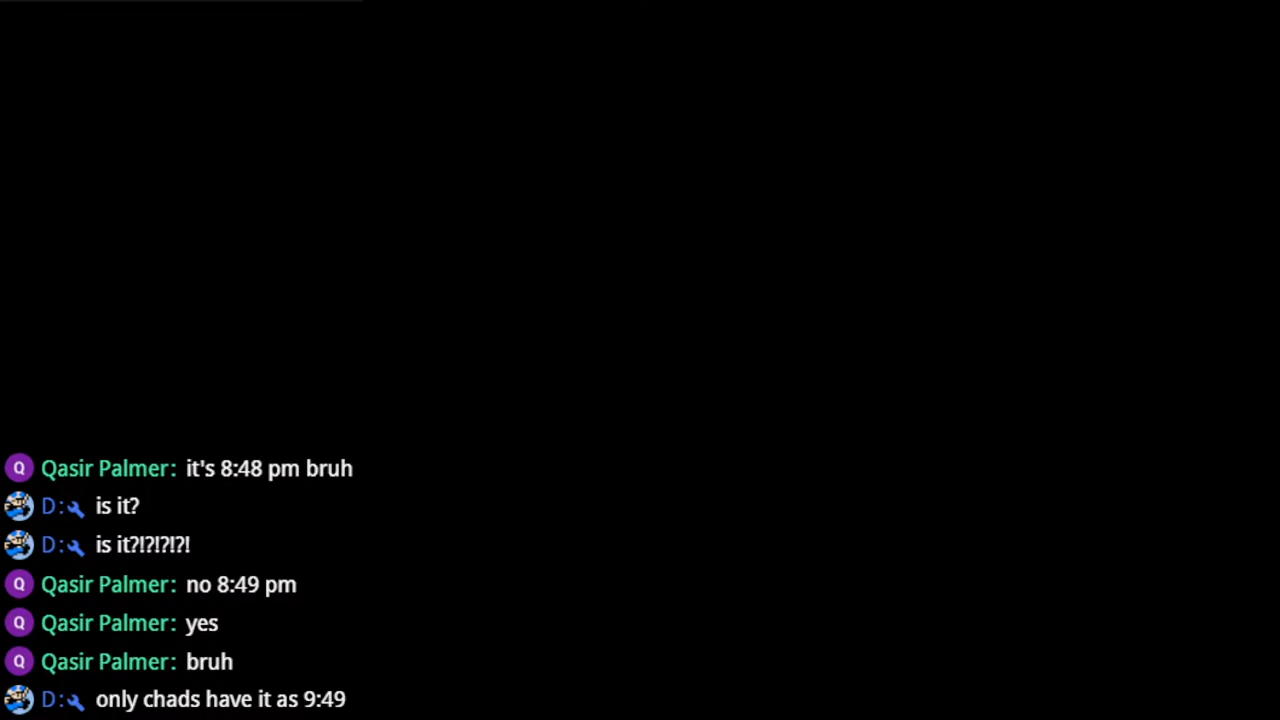 Q Qasir Palmer: it's 8:48 pm bruh
D: is it?
D: is it?!?!?!?!
Q Qasir Palmer: no 8:49 pm
Q Qasir Palmer: yes
Q Qasir Palmer: bruh
D: only chads have it as 9:49